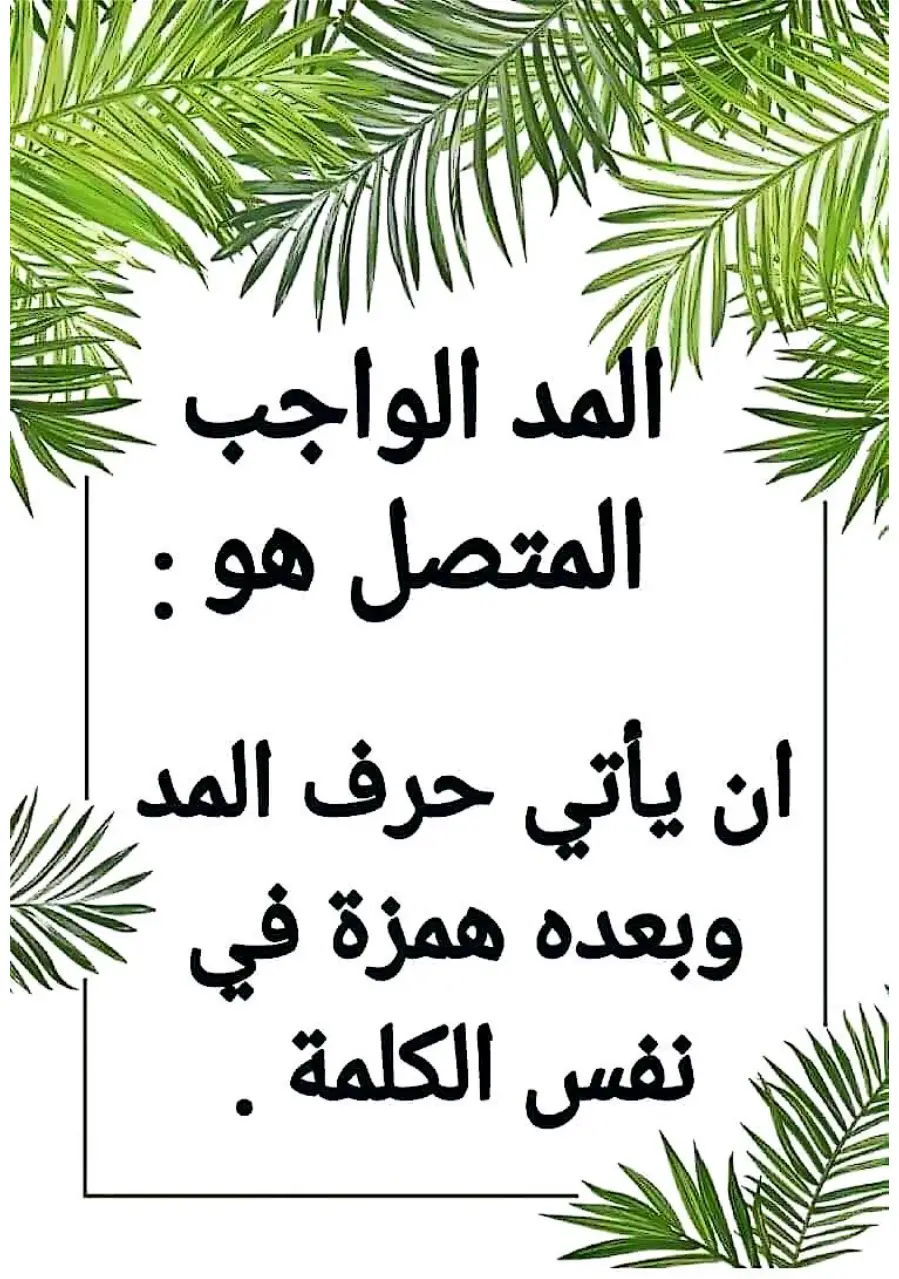 المد الواجب
المتصل هو :
ان يأتي حرف المد
وبعده همزة في
نفس الكلمة .